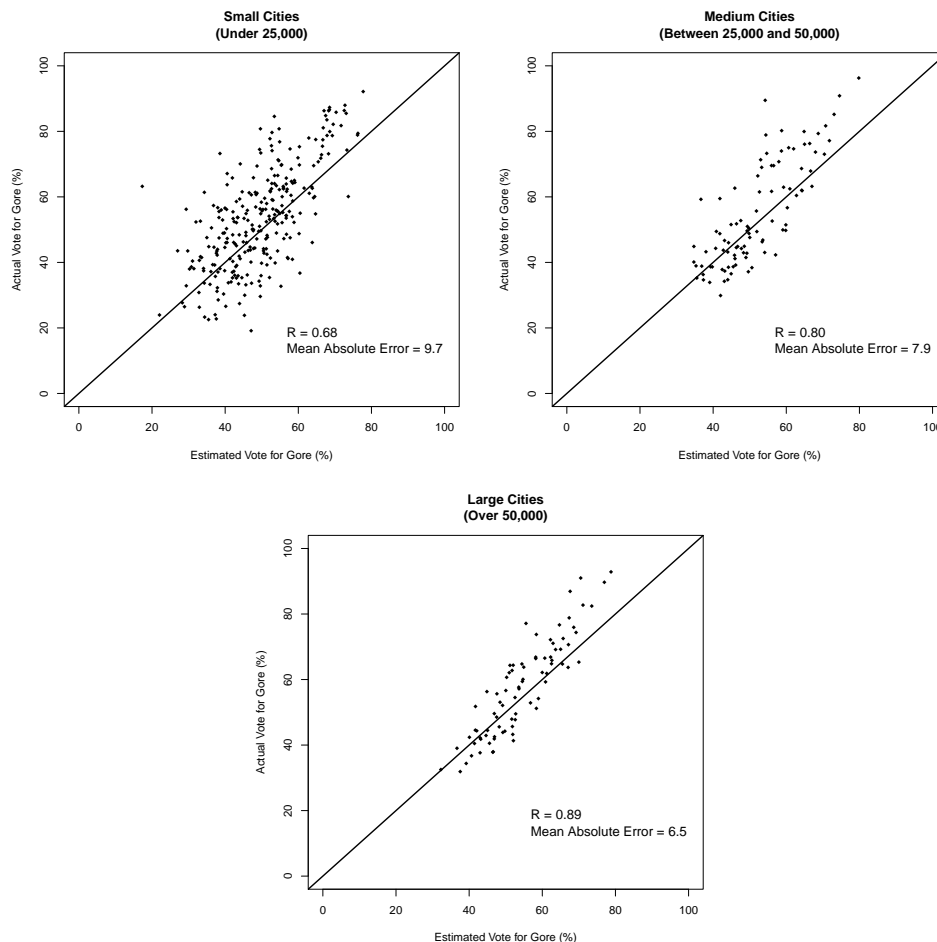 Small Cities
(Under 25,000)
Actual Vote for Gore (%)
100
80
60
40
20
0
R = 0.68
Mean Absolute Error = 9.7
0 20 40 60 80 100
Estimated Vote for Gore (%)
Medium Cities
(Between 25,000 and 50,000)
Actual Vote for Gore (%)
100
80
60
40
20
0
R = 0.80
Mean Absolute Error = 7.9
0 20 40 60 80 100
Estimated Vote for Gore (%)
Large Cities
(Over 50,000)
Actual Vote for Gore (%)
100
80
60
40
20
0
R = 0.89
Mean Absolute Error = 6.5
0 20 40 60 80 100
Estimated Vote for Gore (%)